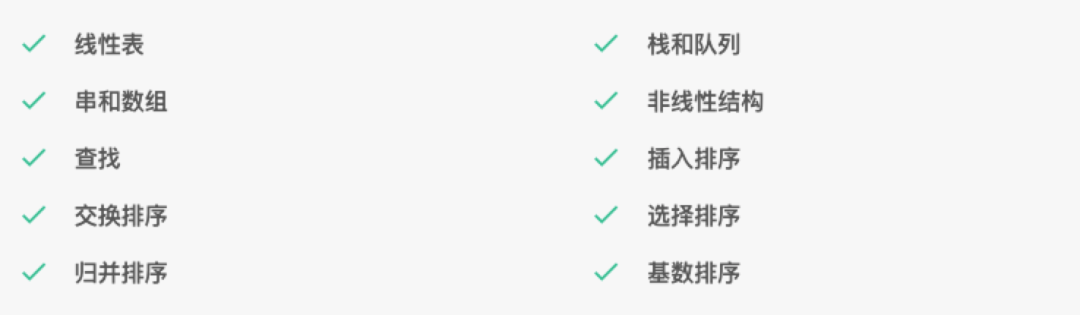 线性表
栈和队列
串和数组
非线性结构
查找
插入排序
交换排序
选择排序
归并排序
基数排序